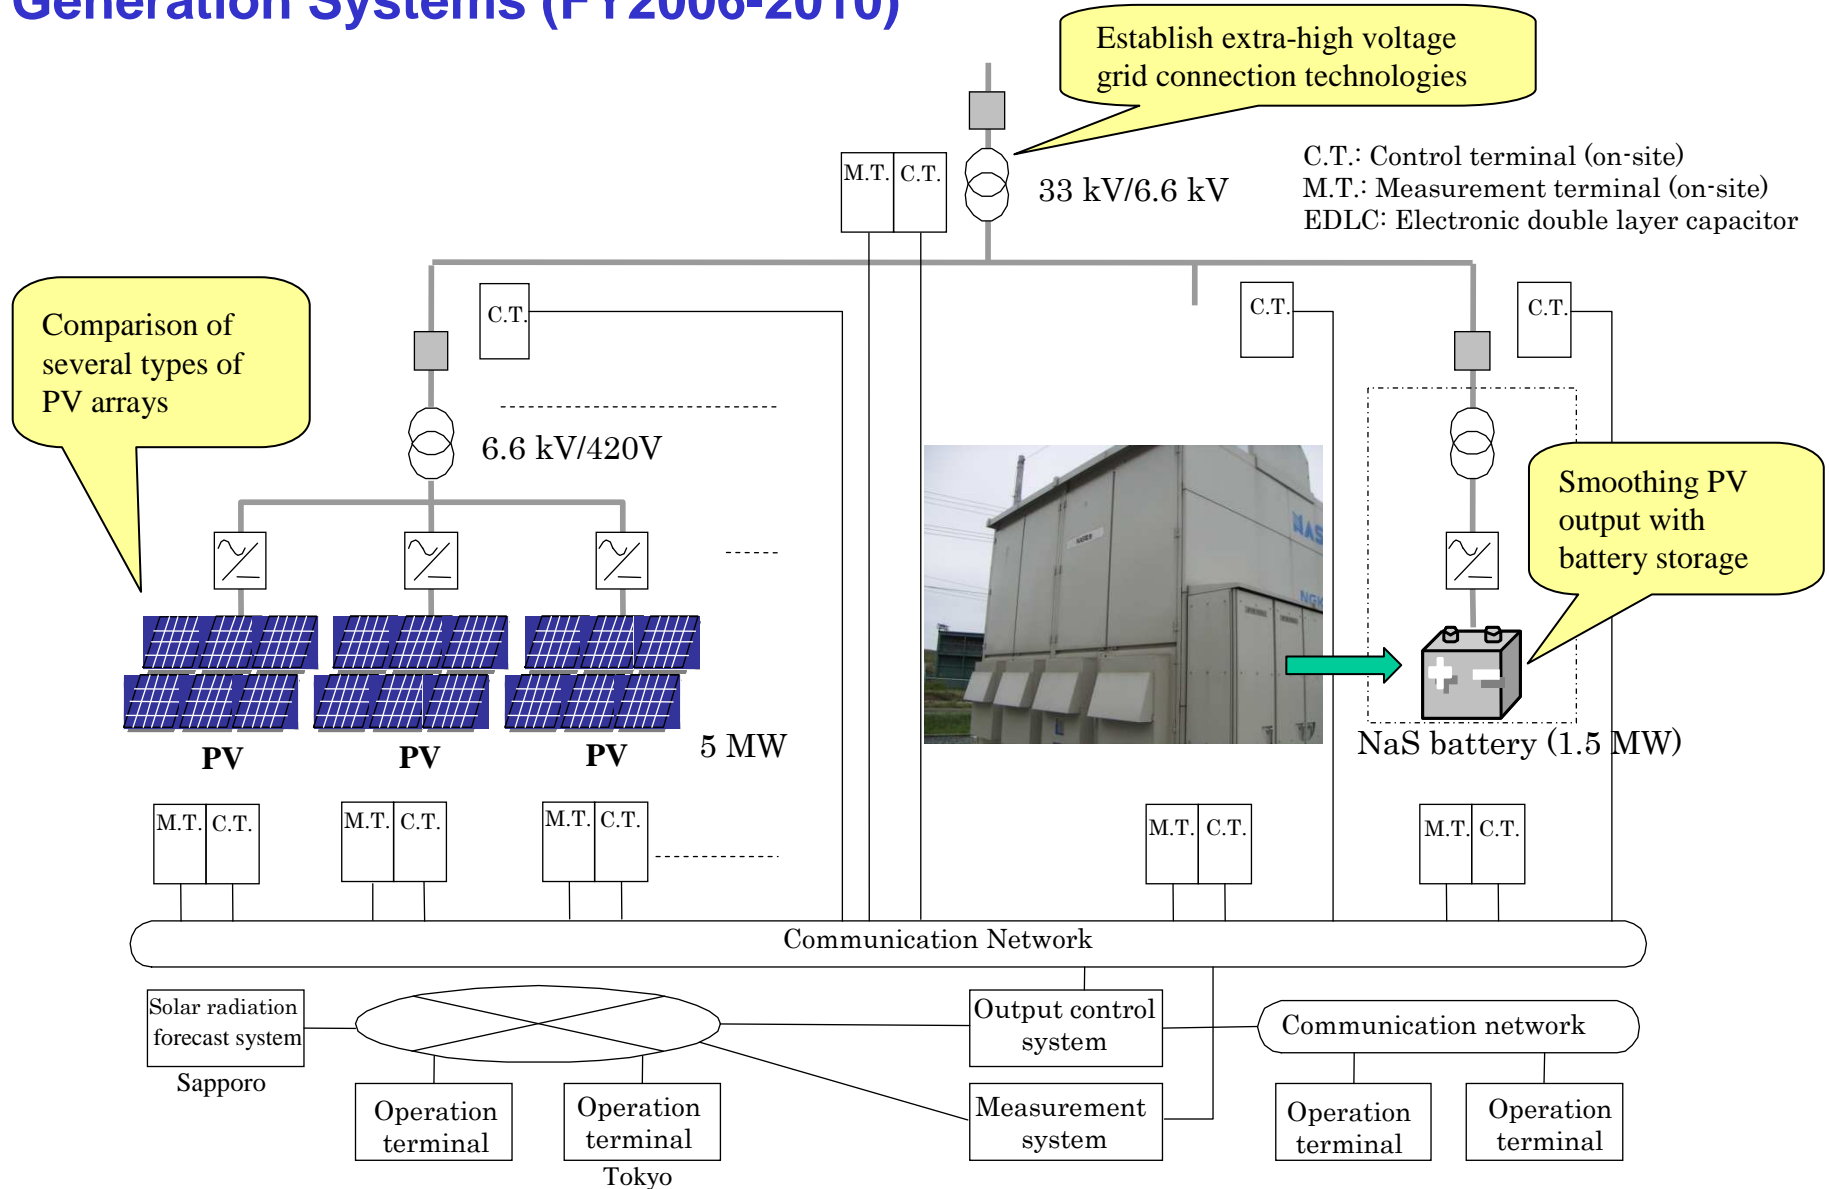 Generation Systems (FY2006-2010)
Establish extra-high voltage
grid connection technologies
M.T. C.T.
33 kV/6.6 kV
C.T.: Control terminal (on-site)
M.T.: Measurement terminal (on-site)
EDLC: Electronic double layer capacitor
Comparison of
several types of
PV arrays
C.T.
C.T.
C.T.
6.6 kV/420V
NAS
NGK
Smoothing PV
output with
battery storage
PV
PV
PV
5 MW
NaS battery (1.5 MW)
M.T. C.T.
M.T. C.T.
M.T. C.T.
M.T. C.T.
M.T. C.T.
Communication Network
Solar radiation
forecast system
Sapporo
Operation
terminal
Operation
terminal
Tokyo
Output control
system
Measurement
system
Communication network
Operation
terminal
Operation
terminal